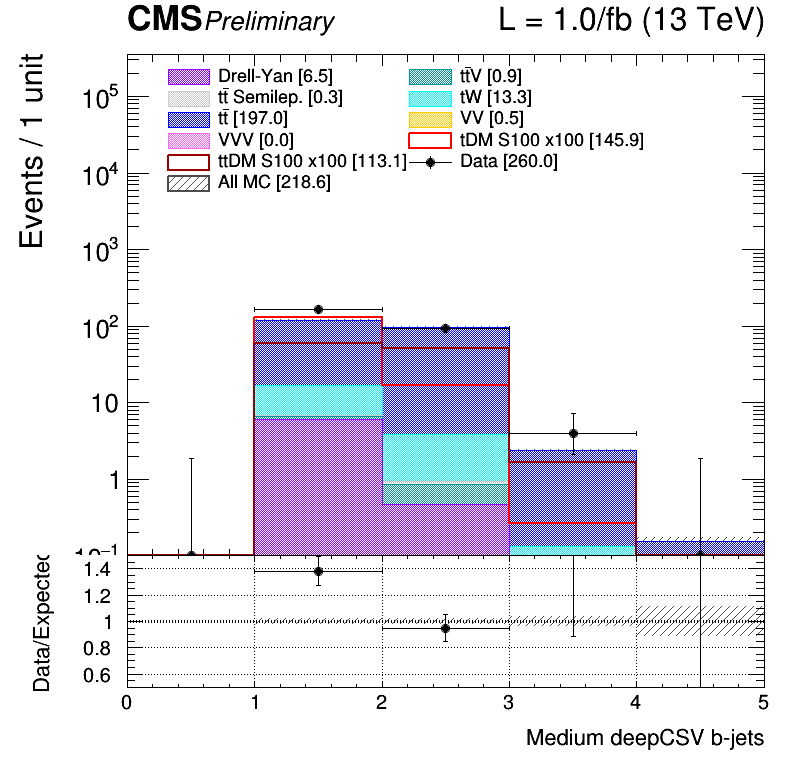 CMS Preliminary L = 1.0/fb (13 TeV)
Events / 1 unit
Drell-Yan [6.5]
tt̄V [0.9]
tt̄ Semilep. [0.3]
tW [13.3]
tt̄ [197.0]
VV [0.5]
VVV [0.0]
tDM S100 x100 [145.9]
ttDM S100 x100 [113.1]
Data [260.0]
All MC [218.6]
10⁵
10⁴
10³
10²
10
1
10⁻¹
Data/Expected
1.4
1.2
1
0.8
0.6
0 1 2 3 4 5
Medium deepCSV b-jets